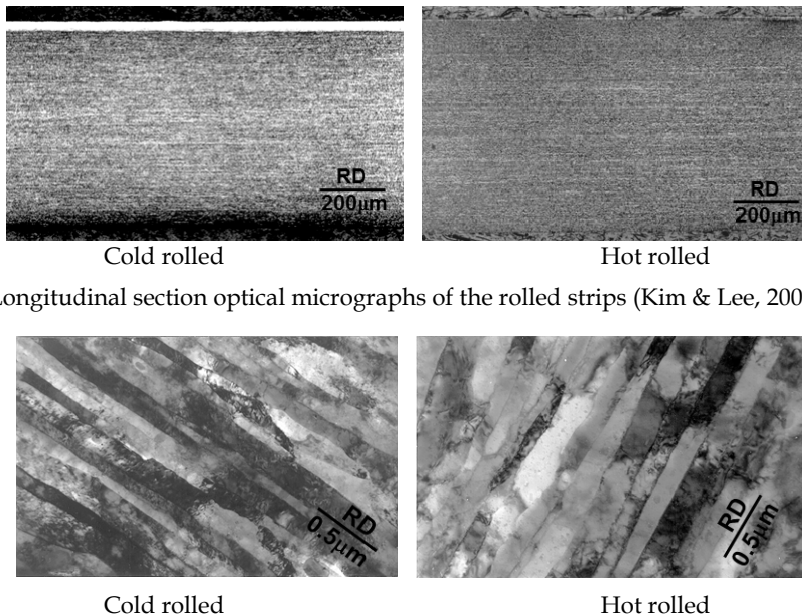 RD
200μm
RD
200μm
Cold rolled
Hot rolled
Longitudinal section optical micrographs of the rolled strips (Kim & Lee, 200
RD
0.5μm
RD
0.5μm
Cold rolled
Hot rolled